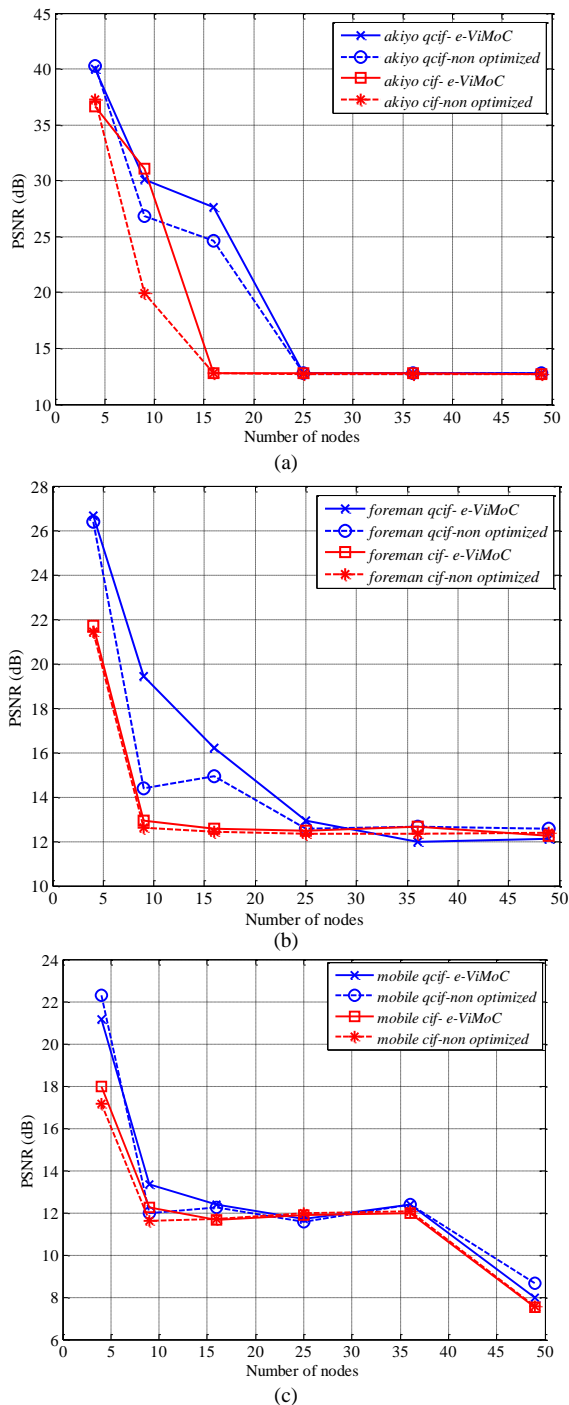 45
40
35
30
25
20
15
10
PSNR (dB)
akiyo qcif- e-ViMoC
akiyo qcif-non optimized
akiyo cif- e-ViMoC
akiyo cif-non optimized
0 5 10 15 20 25 30 35 40 45 50
Number of nodes
(a)
28
26
24
22
20
18
16
14
12
10
PSNR (dB)
foreman qcif- e-ViMoC
foreman qcif-non optimized
foreman cif- e-ViMoC
foreman cif-non optimized
0 5 10 15 20 25 30 35 40 45 50
Number of nodes
(b)
24
22
20
18
16
14
12
10
8
6
PSNR (dB)
mobile qcif- e-ViMoC
mobile qcif-non optimized
mobile cif- e-ViMoC
mobile cif-non optimized
0 5 10 15 20 25 30 35 40 45 50
Number of nodes
(c)